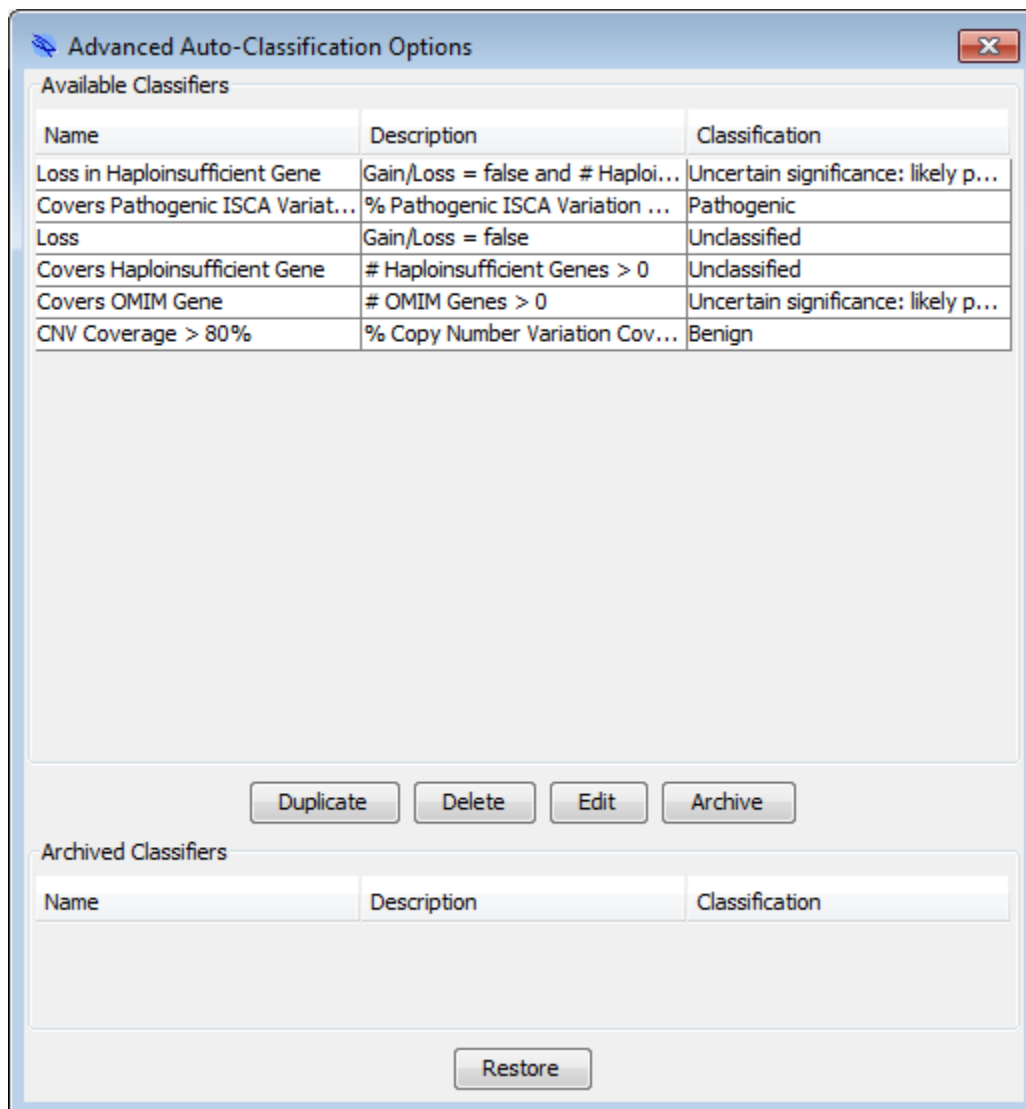 Advanced Auto-Classification Options
Available Classifiers
Name Description Classification
Loss in Haploinsufficient Gene Gain/Loss = false and # Haploi... Uncertain significance: likely p...
Covers Pathogenic ISCA Variat... % Pathogenic ISCA Variation ... Pathogenic
Loss Gain/Loss = false Unclassified
Covers Haploinsufficient Gene # Haploinsufficient Genes > 0 Unclassified
Covers OMIM Gene # OMIM Genes > 0 Uncertain significance: likely p...
CNV Coverage > 80% % Copy Number Variation Cov... Benign
Duplicate Delete Edit Archive
Archived Classifiers
Name Description Classification
Restore